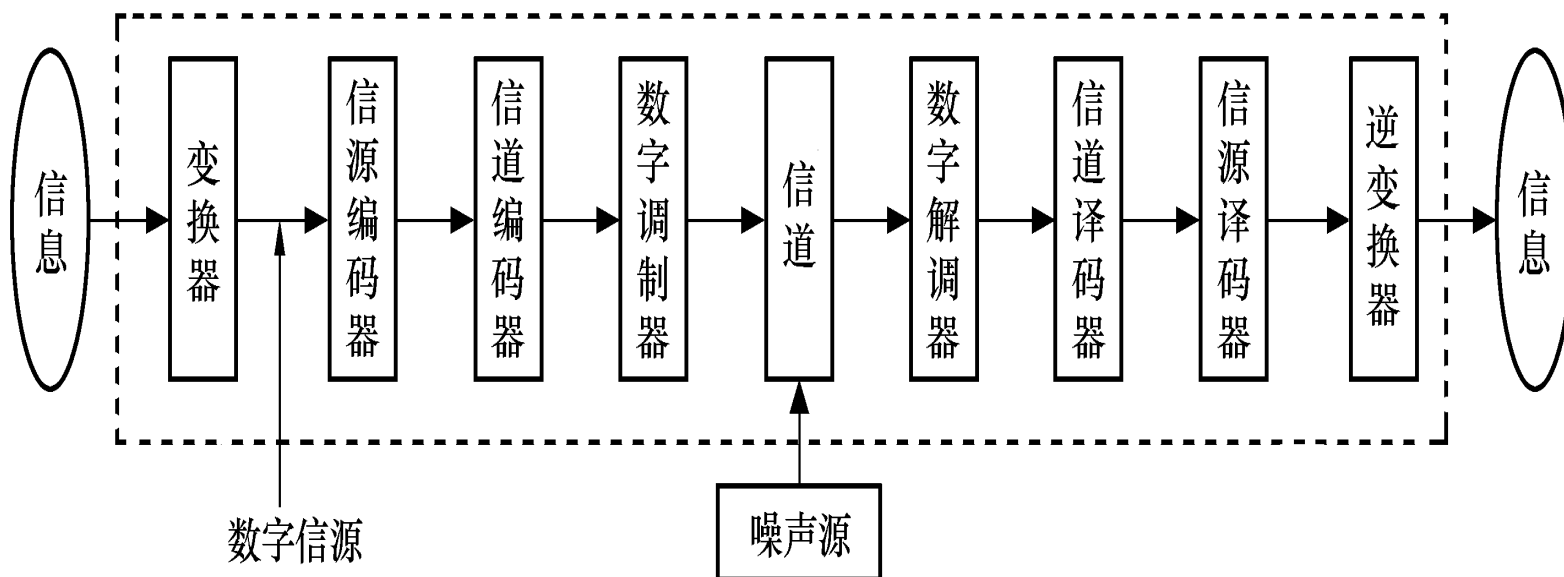 信息
变换器
信源编码器
信道编码器
数字调制器
信道
数字解调器
信道译码器
信源译码器
逆变换器
信息
数字信源
噪声源